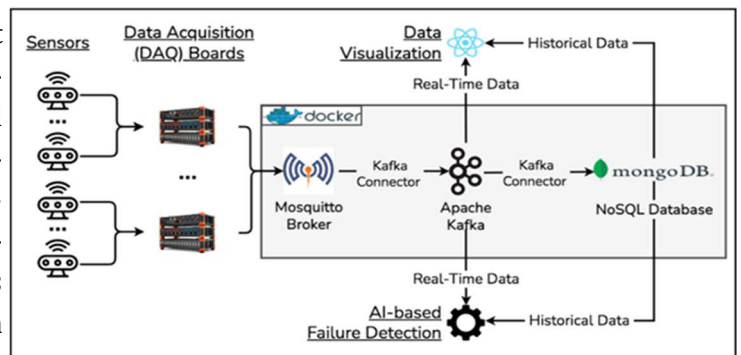 Sensors
Data Acquisition
(DAQ) Boards
Data
Visualization
Historical Data
Real-Time Data
docker
...
...
...
Kafka
Connector
Kafka
Connector
mongoDB.
Mosquitto
Broker
Apache
Kafka
NoSQL Database
Real-Time Data
AI-based
Failure Detection
Historical Data